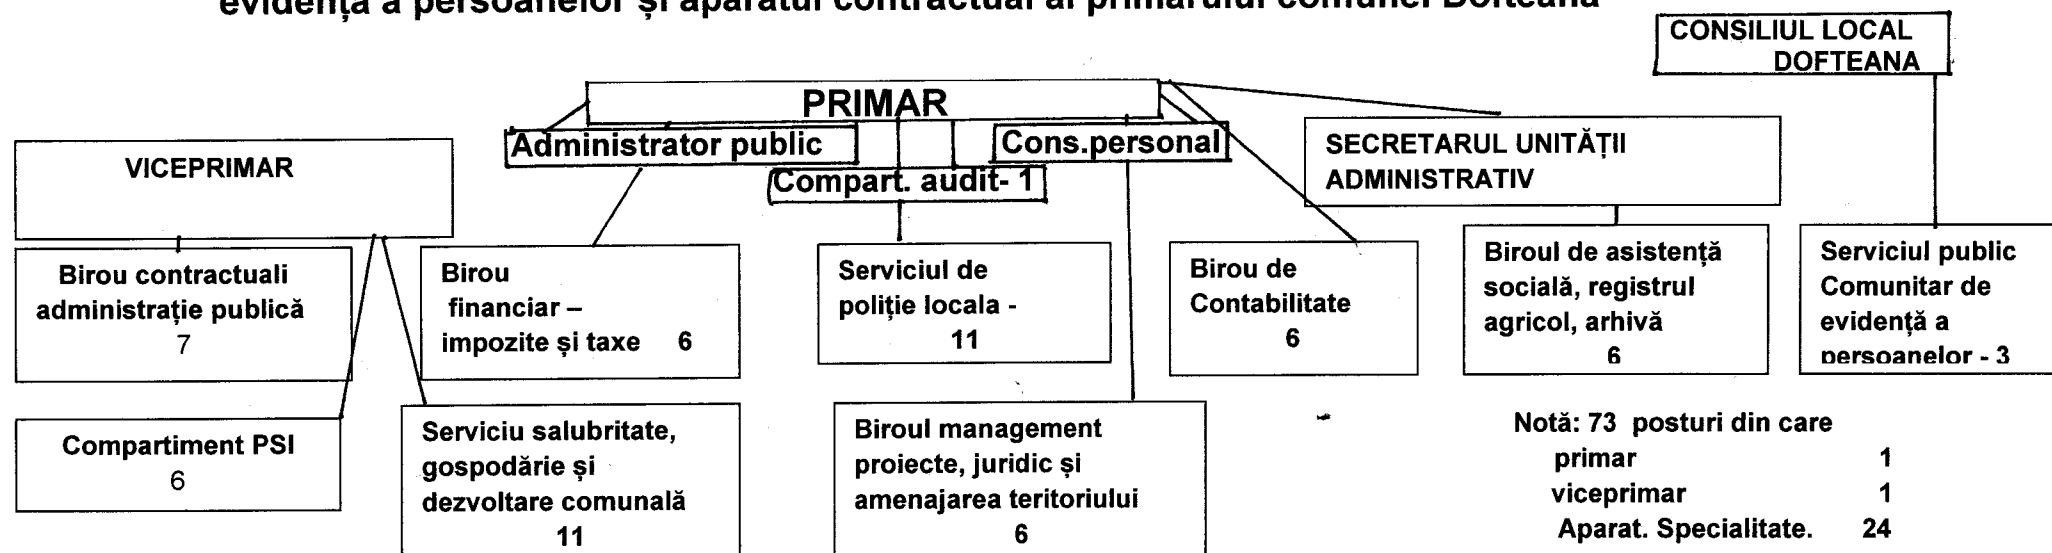 evidență a persoanelor și aparatul contractual al primarului comunei Dofteana
CONSILIUL LOCAL
DOFTEANA
PRIMAR
Administrator public
Cons.personal
Compart. audit- 1
VICEPRIMAR
SECRETARUL UNITĂȚII
ADMINISTRATIV
Birou contractuali
administrație publică
7
Birou
financiar –
impozite și taxe 6
Serviciul de
poliție locala -
11
Birou de
Contabilitate
6
Biroul de asistență
socială, registrul
agricol, arhivă
6
Serviciul public
Comunitar de
evidență a
persoanelor - 3
Compartiment PSI
6
Serviciu salubritate,
gospodărie și
dezvoltare comunală
11
Biroul management
proiecte, juridic și
amenajarea teritoriului
6
Notă: 73 posturi din care
primar 1
viceprimar 1
Aparat. Specialitate. 24